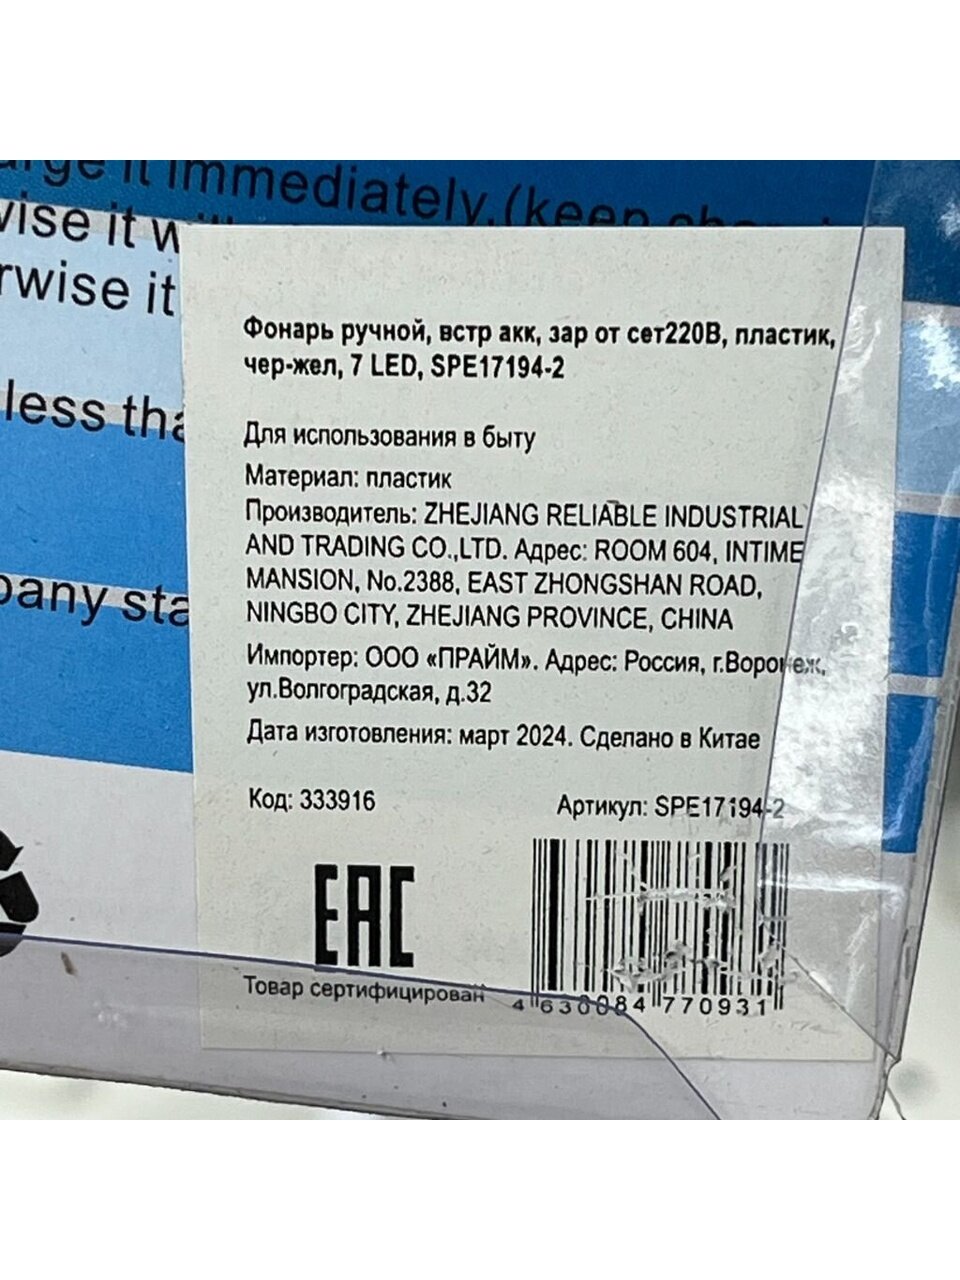 arge it immediately.(keep
wise it
rwise it
less tha
pany sta
Фонарь ручной, встр акк, зар от сет220В, пластик,
чер-жел, 7 LED, SPE17194-2
Для использования в быту
Материал: пластик
Производитель: ZHEJIANG RELIABLE INDUSTRIAL
AND TRADING CO.,LTD. Адрес: ROOM 604, INTIME
MANSION, No.2388, EAST ZHONGSHAN ROAD,
NINGBO CITY, ZHEJIANG PROVINCE, CHINA
Импортер: ООО «ПРАЙМ». Адрес: Россия, г.Воронеж,
ул.Волгоградская, д.32
Дата изготовления: март 2024. Сделано в Китае
Код: 333916 Артикул: SPE17194-2
EAC
Товар сертифицирован
4 630084 770931